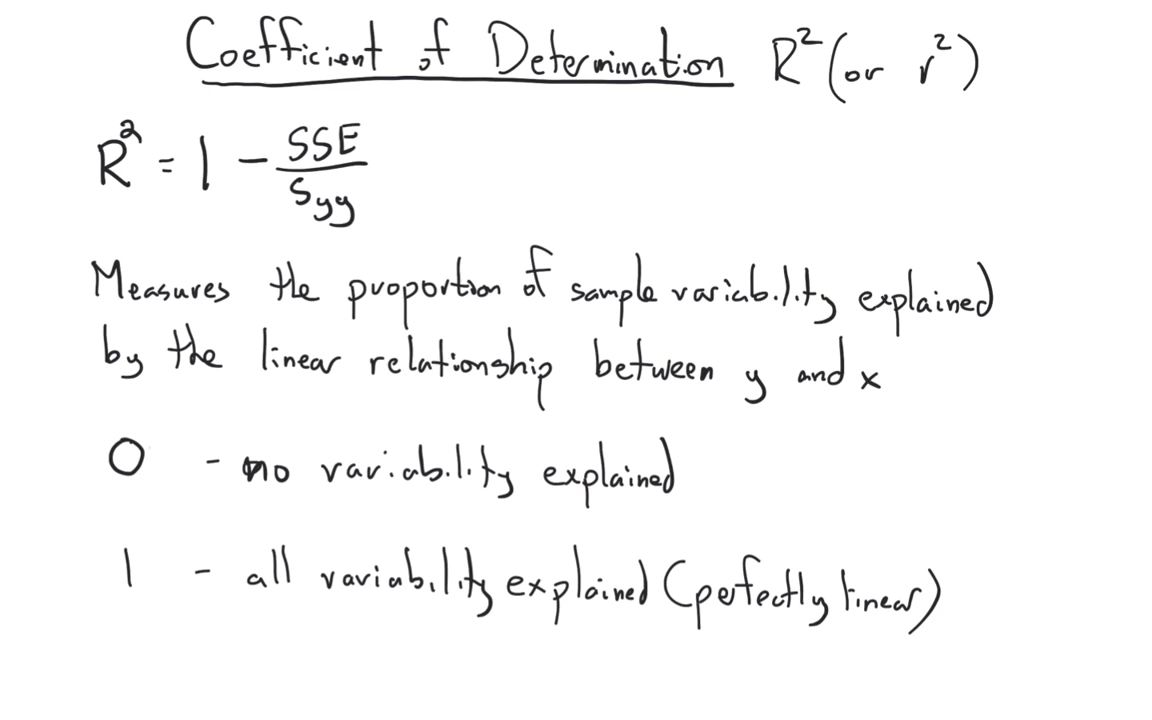 Coefficient of Determination R² (or r²)
R² = 1 - SSE / Syy
Measures the proportion of sample variability explained
by the linear relationship between y and x
0 - no variability explained
1 - all variability explained (perfectly linear)